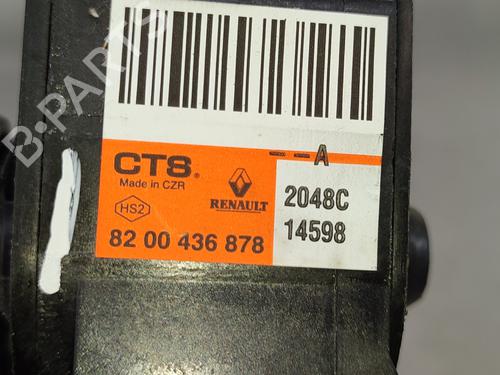 B-PARTS
A
CTS®
Made in CZR
HS2
RENAULT
2048C
14598
82 00 436 878